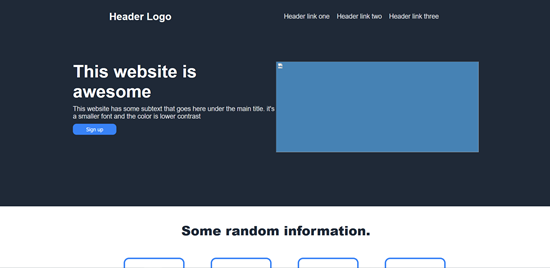 Header Logo
Header link one Header link two Header link three
This website is
awesome
This website has some subtext that goes here under the main title. it's
a smaller font and the color is lower contrast
Sign up
Some random information.